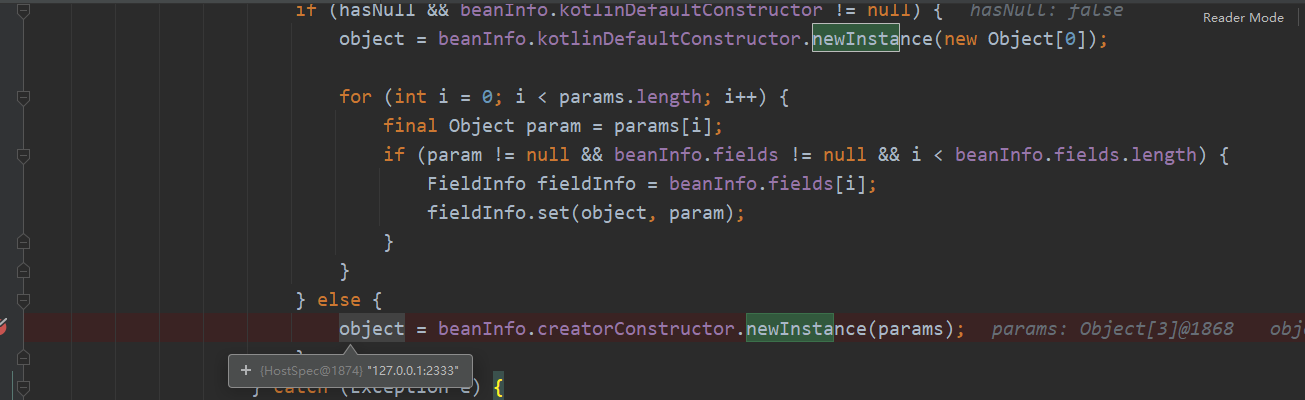 if (hasNull && beanInfo.kotlinDefaultConstructor != null) { hasNull: false
Reader Mode
object = beanInfo.kotlinDefaultConstructor.newInstance(new Object[0]);
for (int i = 0; i < params.length; i++) {
final Object param = params[i];
if (param != null && beanInfo.fields != null && i < beanInfo.fields.length) {
FieldInfo fieldInfo = beanInfo.fields[i];
fieldInfo.set(object, param);
}
}
} else {
object = beanInfo.creatorConstructor.newInstance(params); params: Object[3]@1868 obj
+ {HostSpec@1874} "127.0.0.1:2333"
} catch (Exception e) {